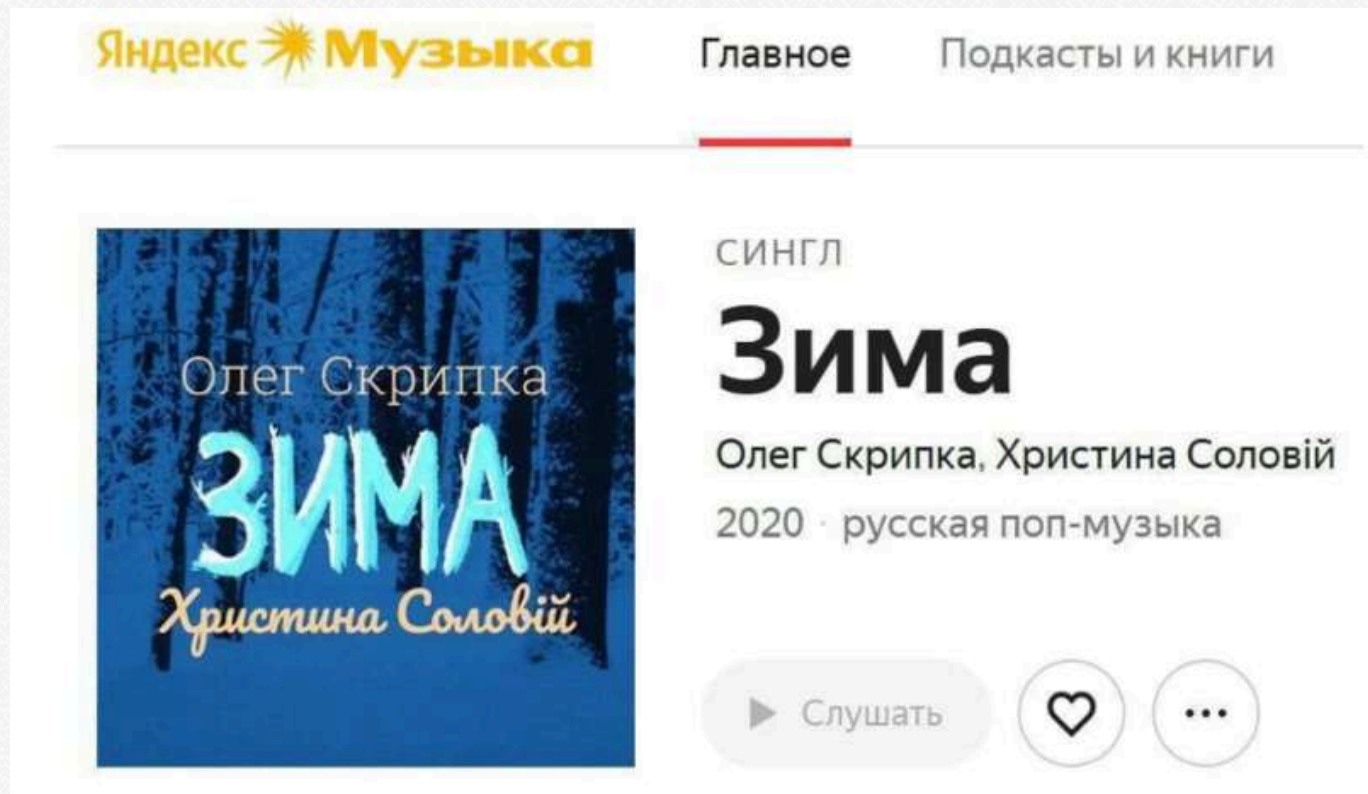 Яндекс Музыка
Главное
Подкасты и книги
Олег Скрипка
ЗИМА
Христина Соловій
СИНГЛ
Зима
Олег Скрипка, Христина Соловій
2020 · русская поп-музыка
Слушать